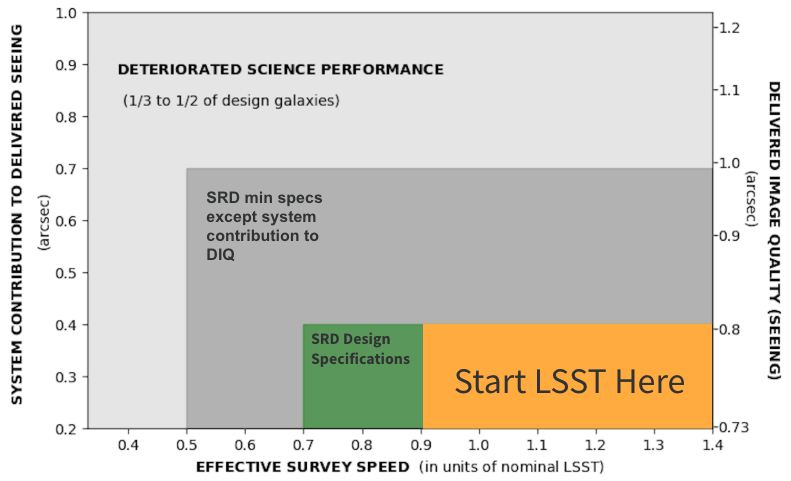 SYSTEM CONTRIBUTION TO DELIVERED SEEING
(arcsec)
1.0
0.9
0.8
0.7
0.6
0.5
0.4
0.3
0.2
DETERIORATED SCIENCE PERFORMANCE
(1/3 to 1/2 of design galaxies)
SRD min specs
except system
contribution to
DIQ
SRD Design
Specifications
Start LSST Here
1.2
1.1
1.0
0.9
0.8
0.73
DELIVERED IMAGE QUALITY (SEEING)
(arcsec)
0.4 0.5 0.6 0.7 0.8 0.9 1.0 1.1 1.2 1.3 1.4
EFFECTIVE SURVEY SPEED (in units of nominal LSST)